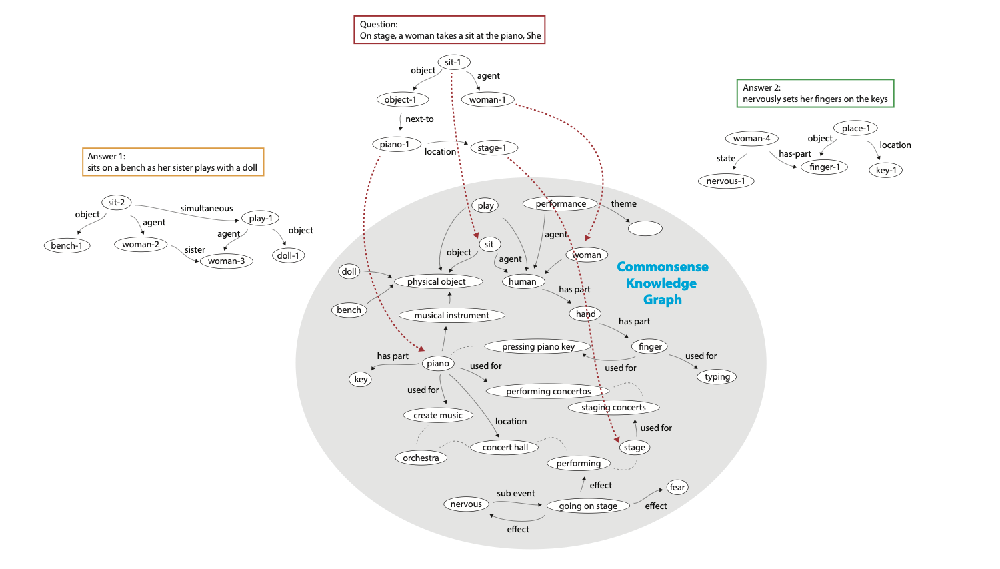 Question:
On stage, a woman takes a sit at the piano, She
sit-1
object
agent
object-1
woman-1
next-to
piano-1
location
stage-1
Answer 2:
nervously sets her fingers on the keys
place-1
woman-4
object
location
has-part
state
finger-1
key-1
nervous-1
Answer 1:
sits on a bench as her sister plays with a doll
sit-2
simultaneous
play-1
object
agent
agent
object
bench-1
woman-2
sister
woman-3
doll-1
Commonsense
Knowledge
Graph
play
performance
theme
agent
sit
object
agent
woman
doll
physical object
human
has part
bench
musical instrument
hand
has part
pressing piano key
finger
has part
piano
used for
used for
used for
key
typing
used for
performing concertos
create music
staging concerts
location
used for
orchestra
concert hall
stage
performing
effect
fear
sub event
nervous
going on stage
effect
effect